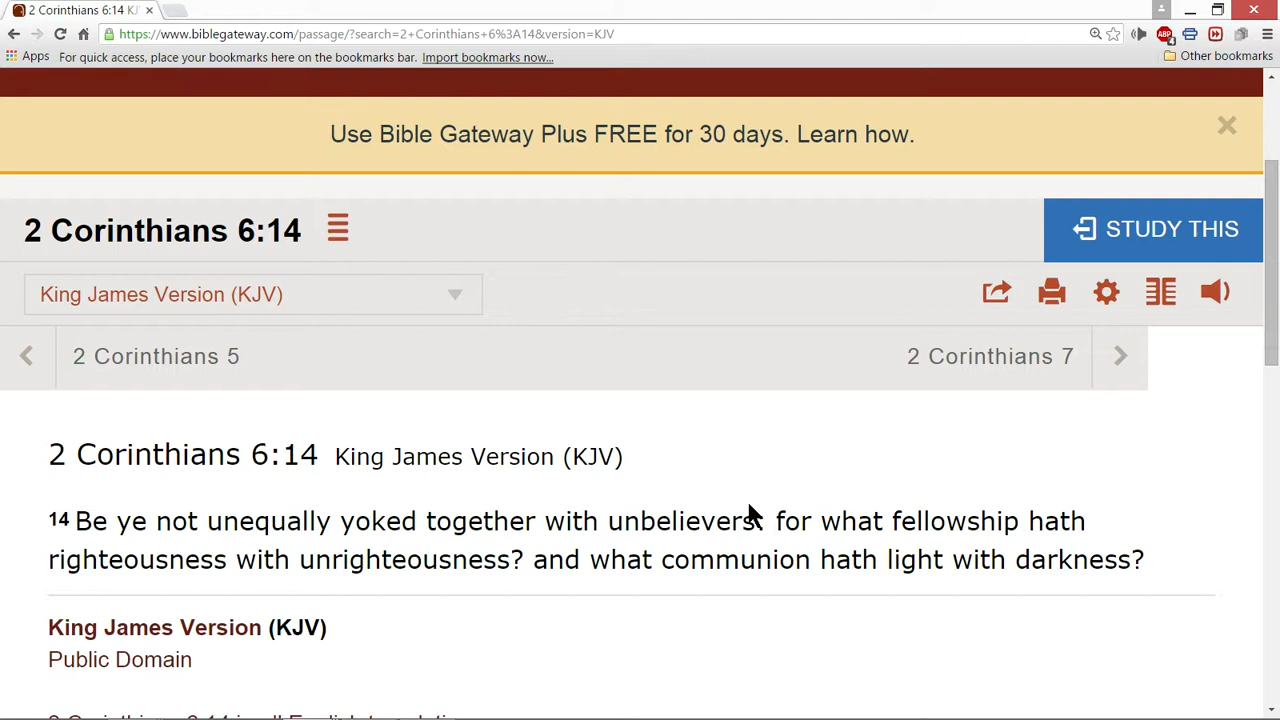 2 Corinthians 6:14 KJ
https://www.biblegateway.com/passage/?search=2+Corinthians+6%3A14&version=KJV
ABP
4
Apps For quick access, place your bookmarks here on the bookmarks bar. Import bookmarks now... Other bookmarks
Use Bible Gateway Plus FREE for 30 days. Learn how.
2 Corinthians 6:14
STUDY THIS
King James Version (KJV)
2 Corinthians 5
2 Corinthians 7
2 Corinthians 6:14 King James Version (KJV)
14 Be ye not unequally yoked together with unbelievers: for what fellowship hath
righteousness with unrighteousness? and what communion hath light with darkness?
King James Version (KJV)
Public Domain